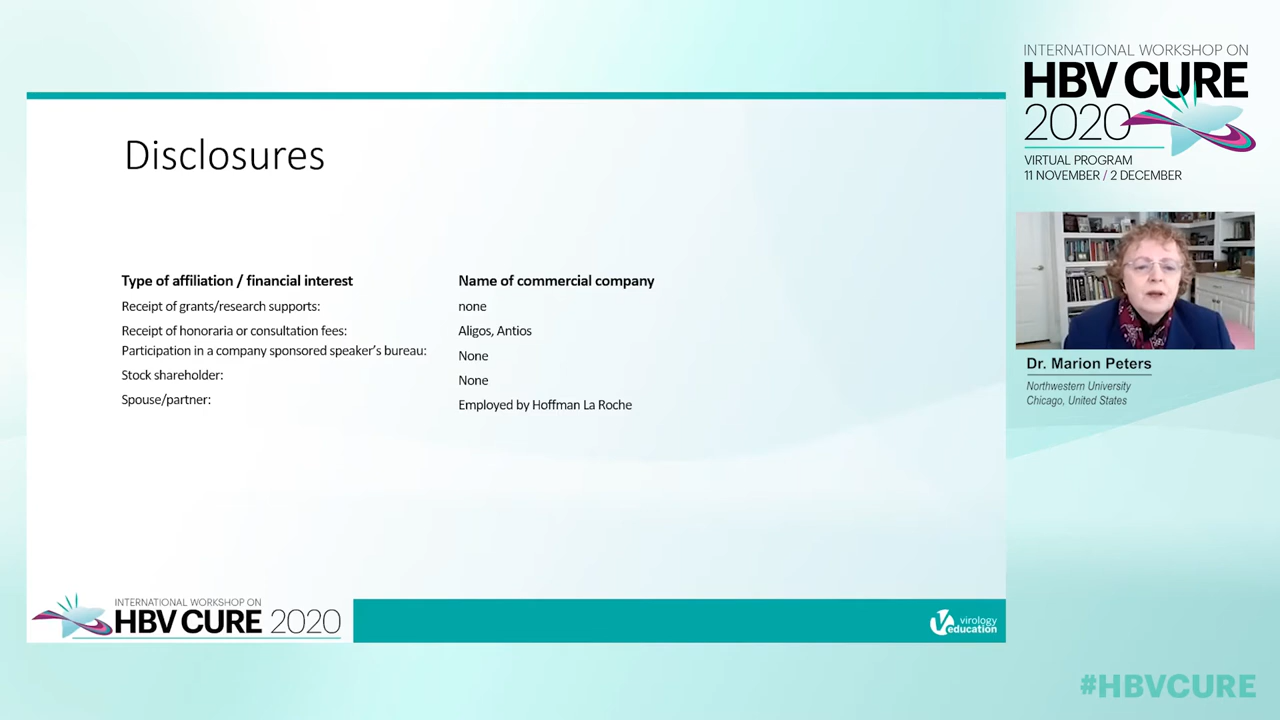 Disclosures
Type of affiliation / financial interest
Name of commercial company
Receipt of grants/research supports:
none
Receipt of honoraria or consultation fees:
Aligos, Antios
Participation in a company sponsored speaker's bureau:
None
Stock shareholder:
None
Spouse/partner:
Employed by Hoffman La Roche
INTERNATIONAL WORKSHOP ON
HBV CURE 2020
virology
education
INTERNATIONAL WORKSHOP ON
HBV CURE
2020
VIRTUAL PROGRAM
11 NOVEMBER / 2 DECEMBER
Dr. Marion Peters
Northwestern University
Chicago, United States
#HBVCURE